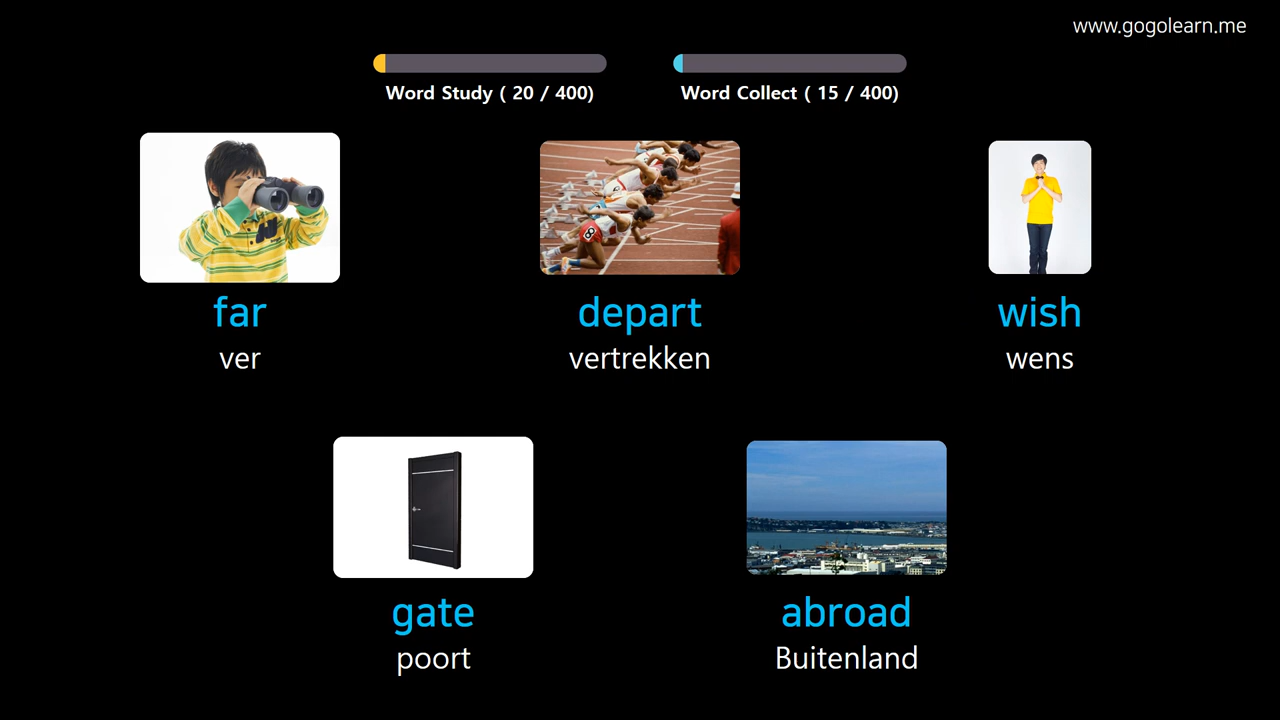 www.gogolearn.me
Word Study ( 20 / 400)
Word Collect ( 15 / 400)
8
far
depart
wish
ver
vertrekken
wens
gate
abroad
poort
Buitenland